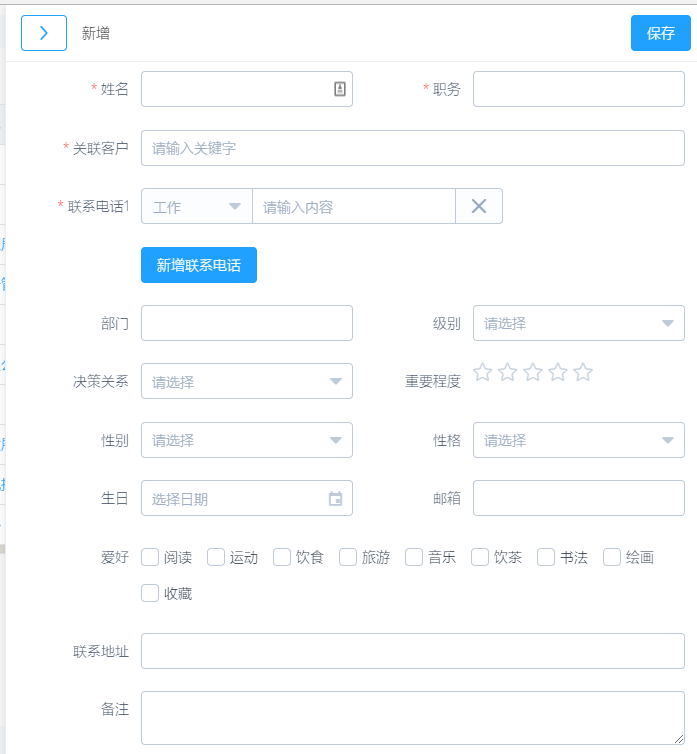 新增 保存
* 姓名 * 职务
* 关联客户 请输入关键字
* 联系电话1 工作 请输入内容
新增联系电话
部门 级别 请选择
决策关系 请选择 重要程度
性别 请选择 性格 请选择
生日 选择日期 邮箱
爱好 阅读 运动 饮食 旅游 音乐 饮茶 书法 绘画
收藏
联系地址
备注